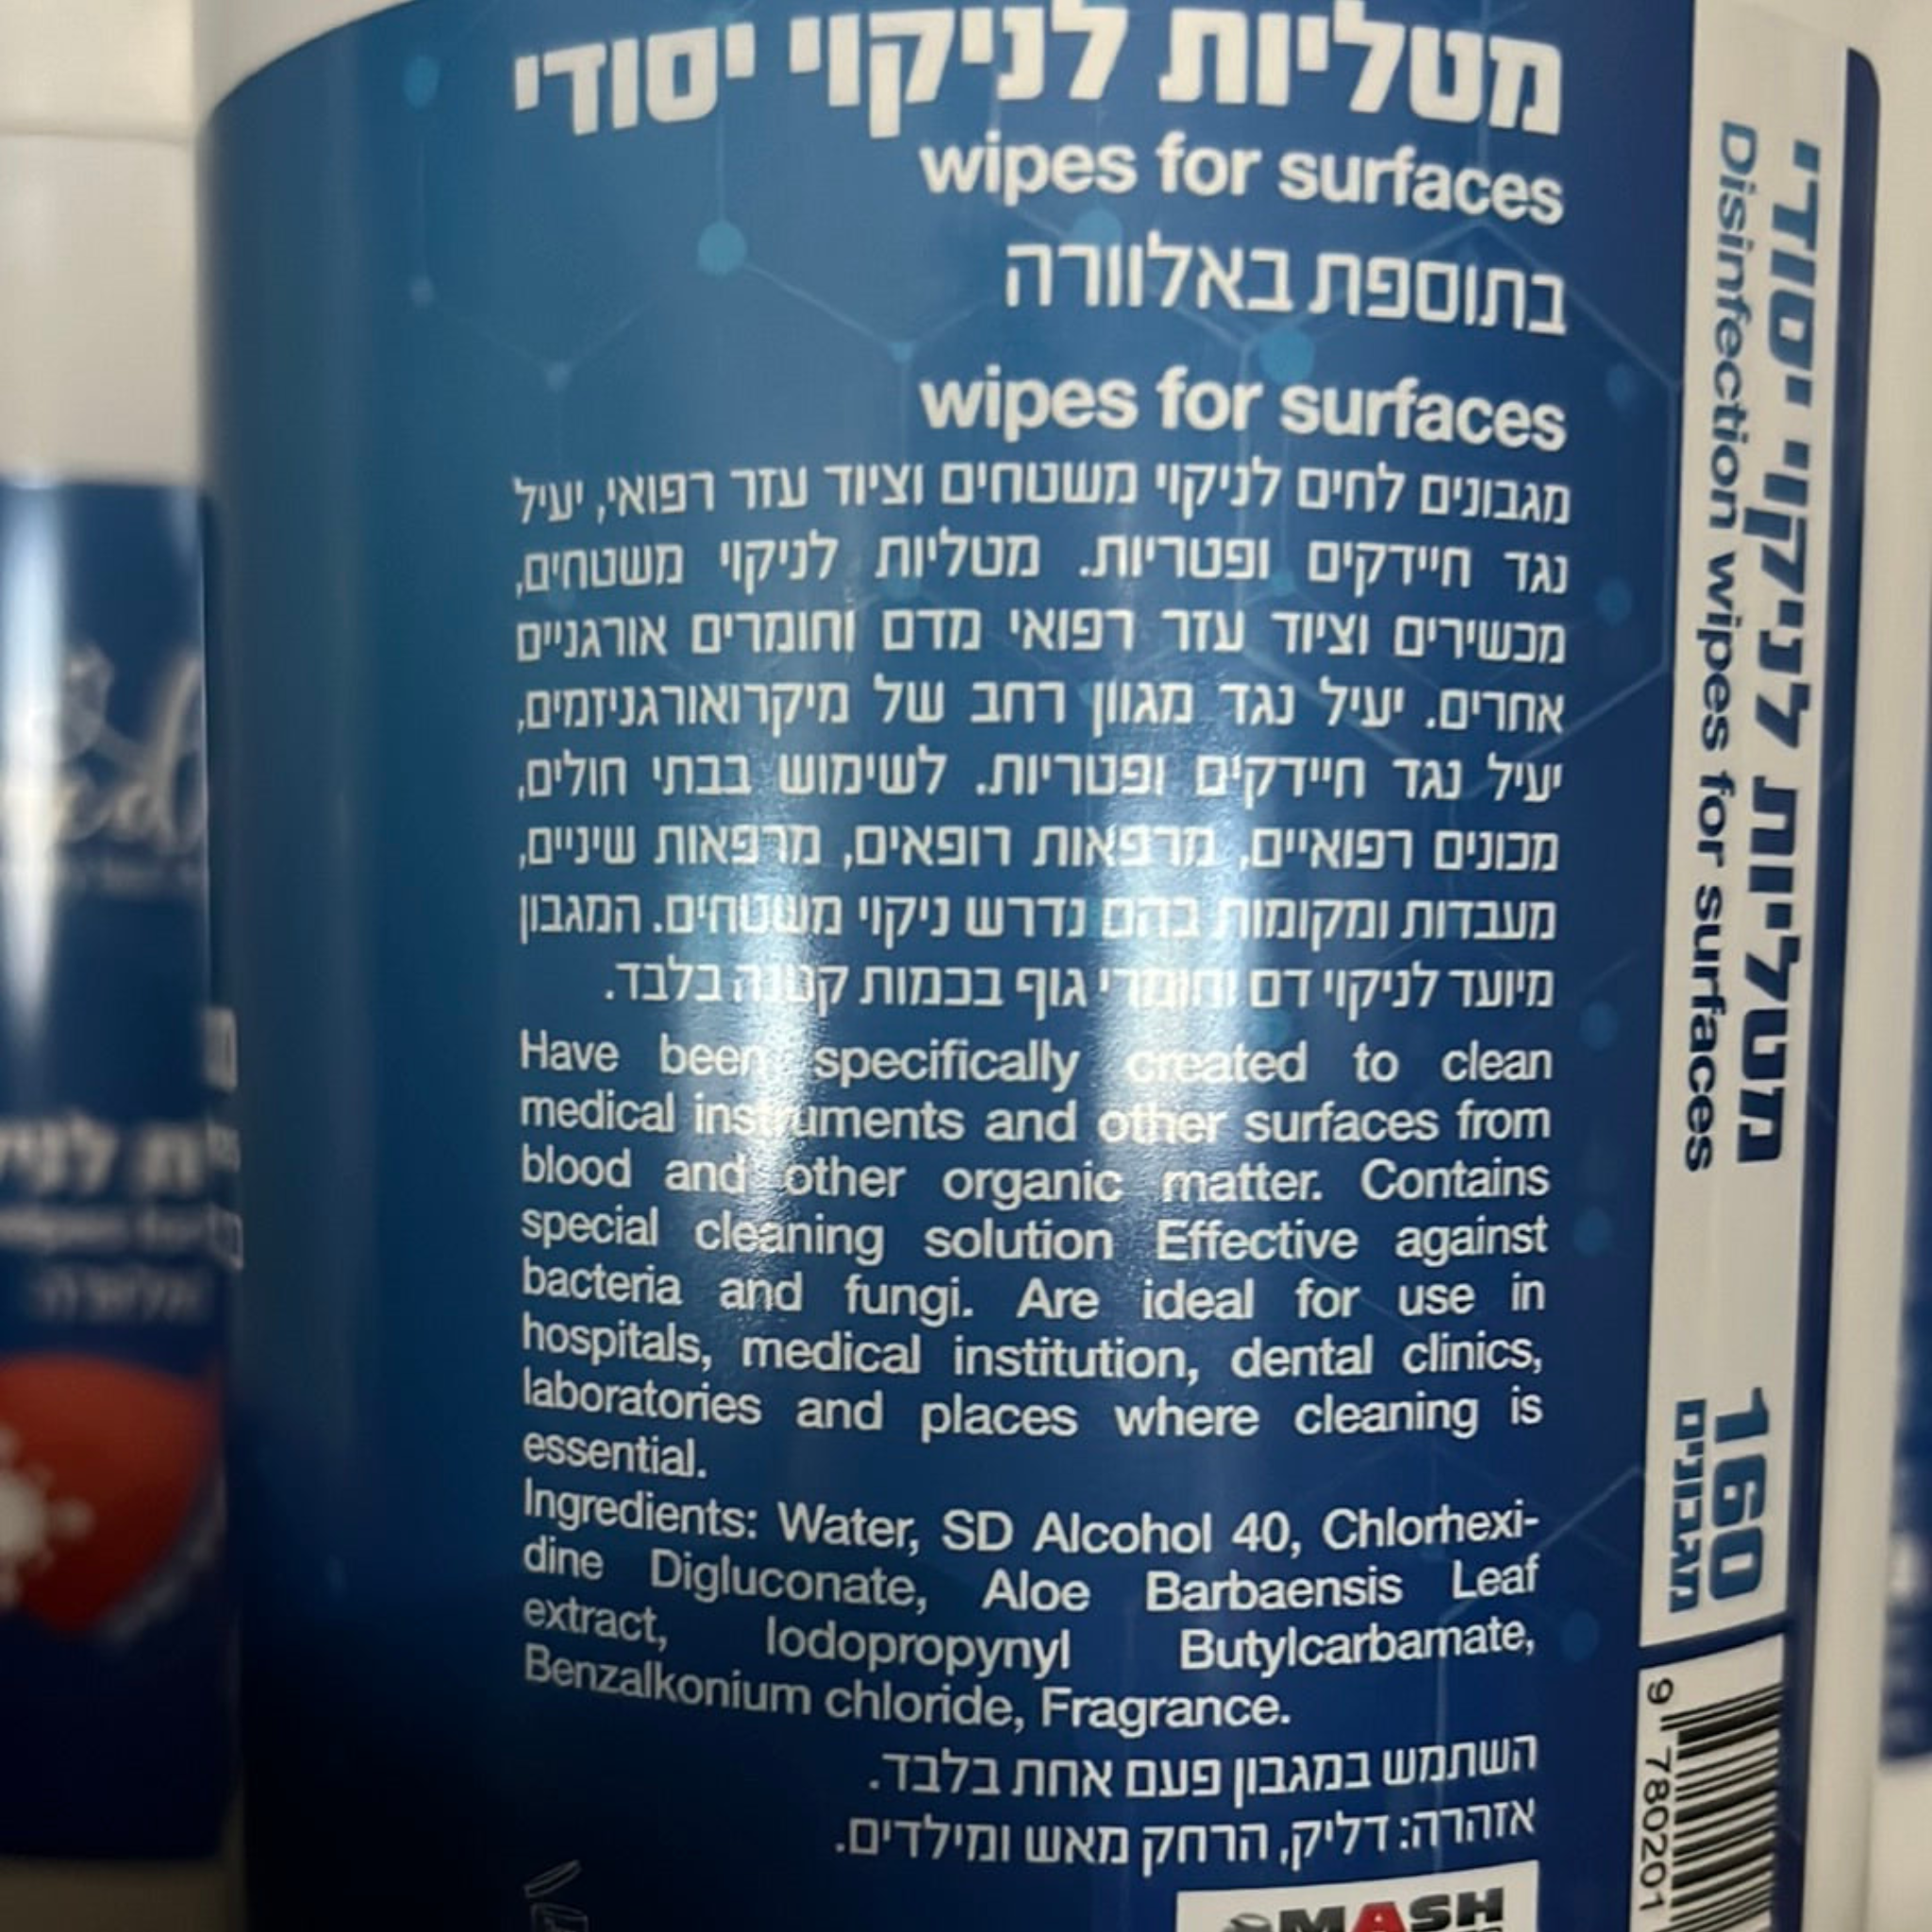 מטליות לניקוי יסודי
wipes for surfaces
בתוספת באלוורה
wipes for surfaces
מגבונים לחים לניקוי משטחים וציוד עזר רפואי, יעיל
נגד חיידקים ופטריות. מטליות לניקוי משטחים,
מכשירים וציוד עזר רפואי מדם וחומרים אורגניים
אחרים. יעיל נגד מגוון רחב של מיקרואורגניזמים,
יעיל נגד חיידקים ופטריות. לשימוש בבתי חולים,
מכונים רפואיים, מרפאות רופאים, מרפאות שיניים,
מעבדות ומקומות בהם נדרש ניקוי משטחים. המגבון
מיועד לניקוי דם וחומרי גוף בכמות קטנה בלבד.
Have been specifically created to clean
medical instruments and other surfaces from
blood and other organic matter. Contains
special cleaning solution Effective against
bacteria and fungi. Are ideal for use in
hospitals, medical institution, dental clinics,
laboratories and places where cleaning is
essential.
Ingredients: Water, SD Alcohol 40, Chlorhexi-
dine Digluconate, Aloe Barbaensis Leaf
extract, Iodopropynyl Butylcarbamate,
Benzalkonium chloride, Fragrance.
השתמש במגבון פעם אחת בלבד.
אזהרה: דליק, הרחק מאש ומילדים.
MASH
מטליות לניקוי יסודי
Disinfection wipes for surfaces
160
מגבונים
9 780201